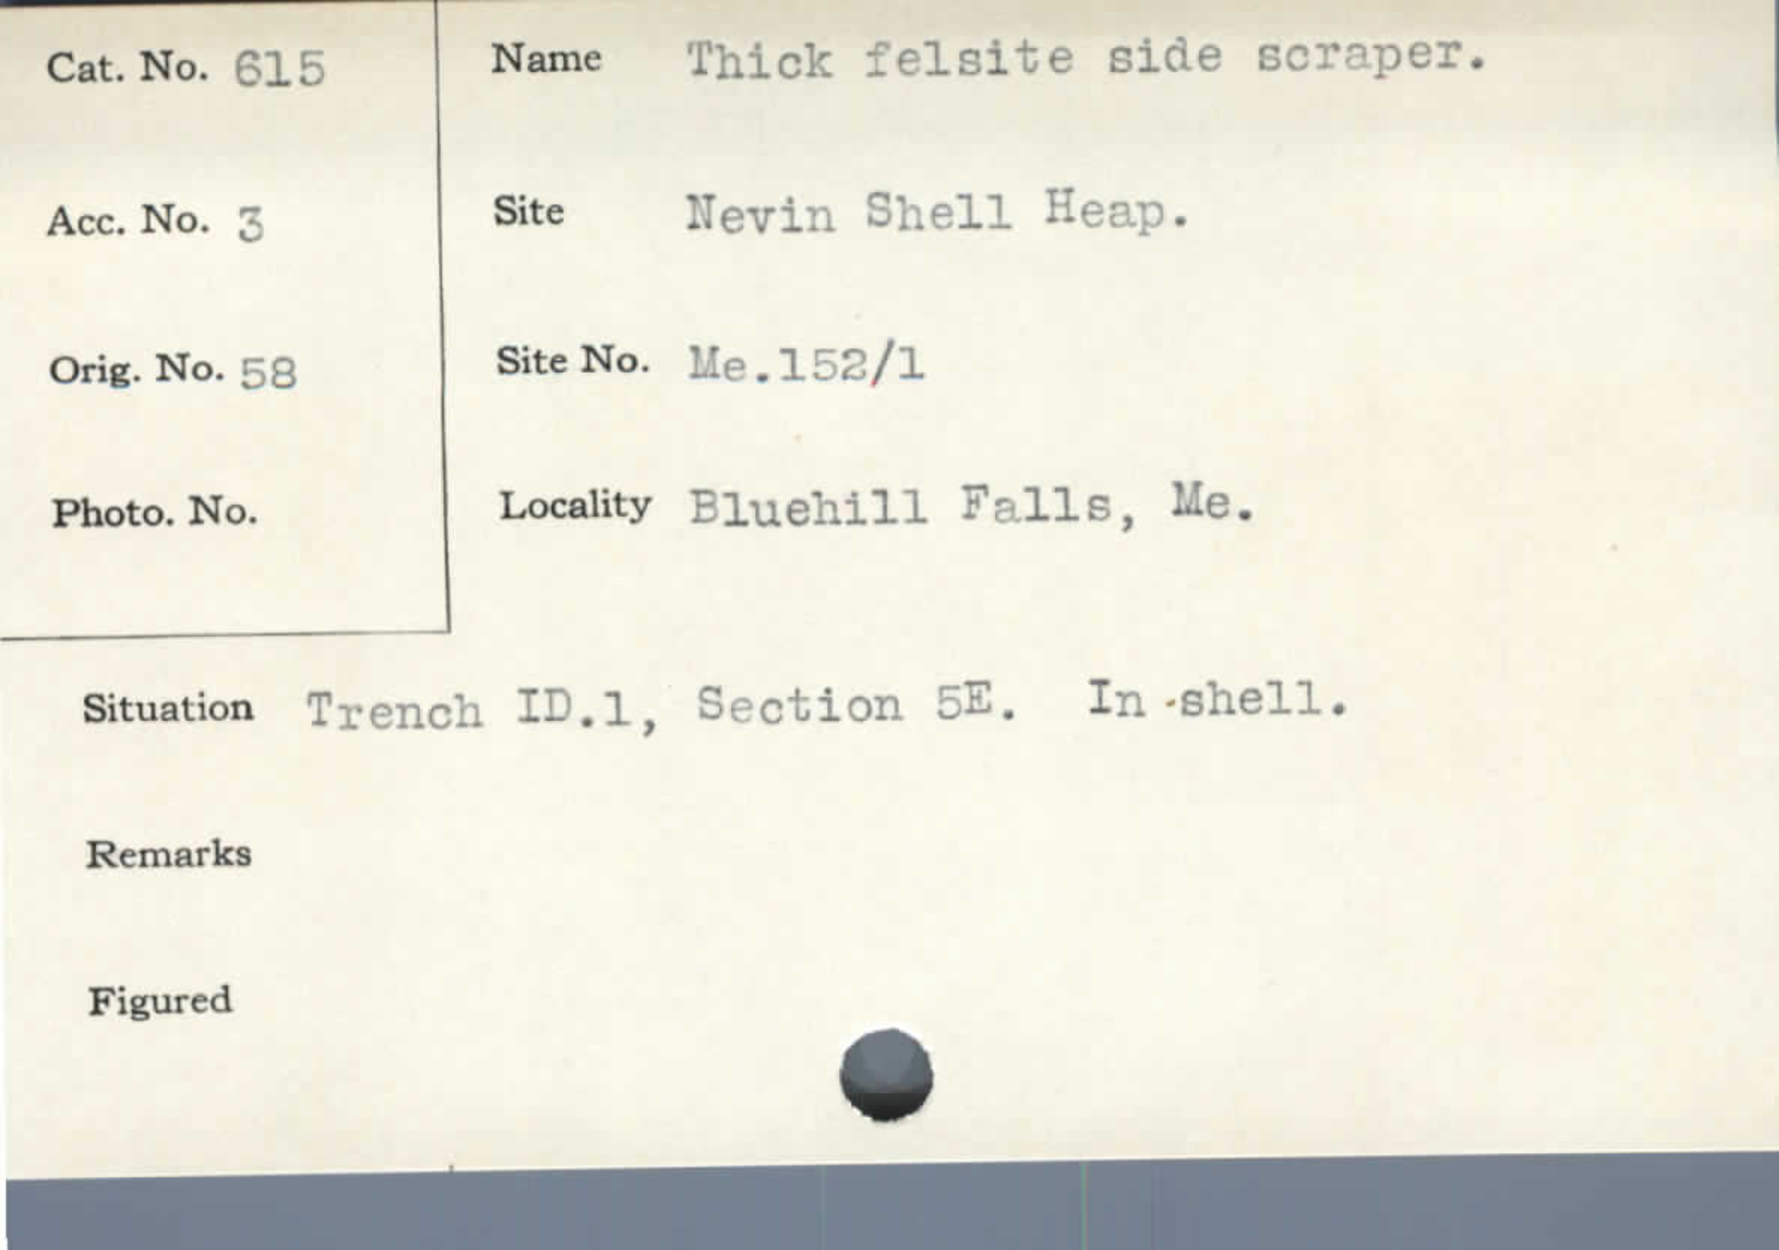 Cat. No. 615
Acc. No. 3
Orig. No. 58
Photo. No.
Name Thick felsite side scraper.
Site Nevin Shell Heap.
Site No. Me.152/1
Locality Bluehill Falls, Me.
Situation Trench ID.1, Section 5E. In shell.
Remarks
Figured